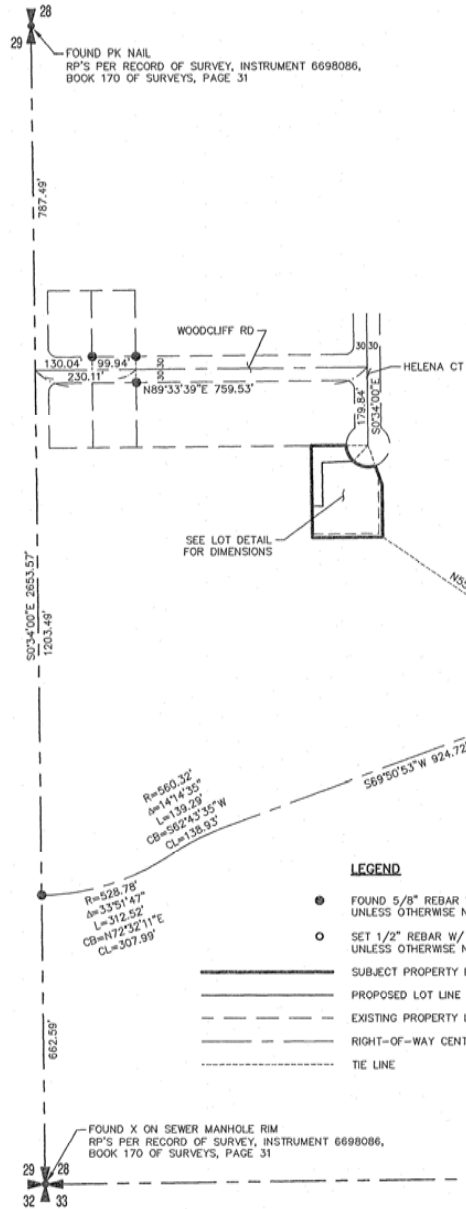 28
29
FOUND PK NAIL
RP'S PER RECORD OF SURVEY, INSTRUMENT 6698086,
BOOK 170 OF SURVEYS, PAGE 31
787.49'
WOODCLIFF RD
130.04'
99.94'
30
30
30
30
HELENA CT
230.11'
N89°33'39"E 759.53'
179.84'
S0°34'00"E
SEE LOT DETAIL
FOR DIMENSIONS
S0°34'00"E 2653.57'
1203.49'
S69°50'53"W 924.72'
R=560.32'
Δ=14°14'35"
L=139.29'
CB=S62°43'35"W
CL=138.93'
R=528.78'
Δ=33°51'47"
L=312.52'
CB=N72°32'11"E
CL=307.99'
LEGEND
FOUND 5/8" REBAR
UNLESS OTHERWISE
SET 1/2" REBAR W/
UNLESS OTHERWISE
SUBJECT PROPERTY
PROPOSED LOT LINE
EXISTING PROPERTY
RIGHT-OF-WAY CENT
TIE LINE
662.59'
FOUND X ON SEWER MANHOLE RIM
RP'S PER RECORD OF SURVEY, INSTRUMENT 6698086,
BOOK 170 OF SURVEYS, PAGE 31
29 28
32 33